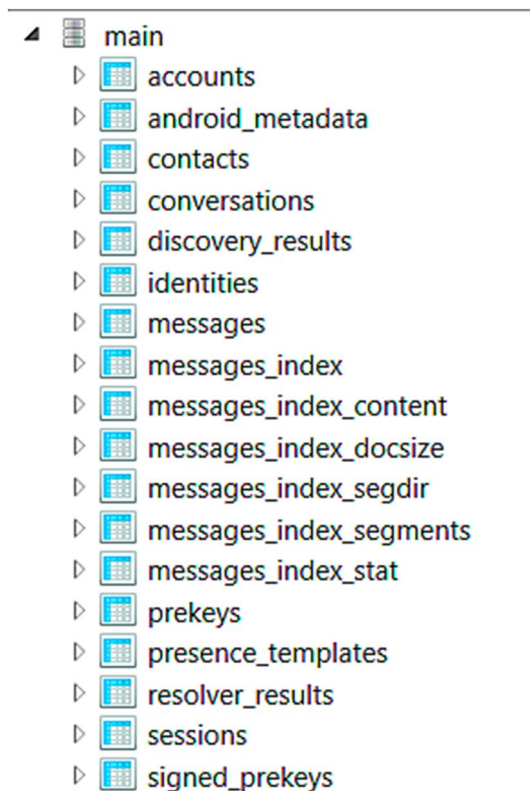 main
accounts
android_metadata
contacts
conversations
discovery_results
identities
messages
messages_index
messages_index_content
messages_index_docsize
messages_index_segdir
messages_index_segments
messages_index_stat
prekeys
presence_templates
resolver_results
sessions
signed_prekeys